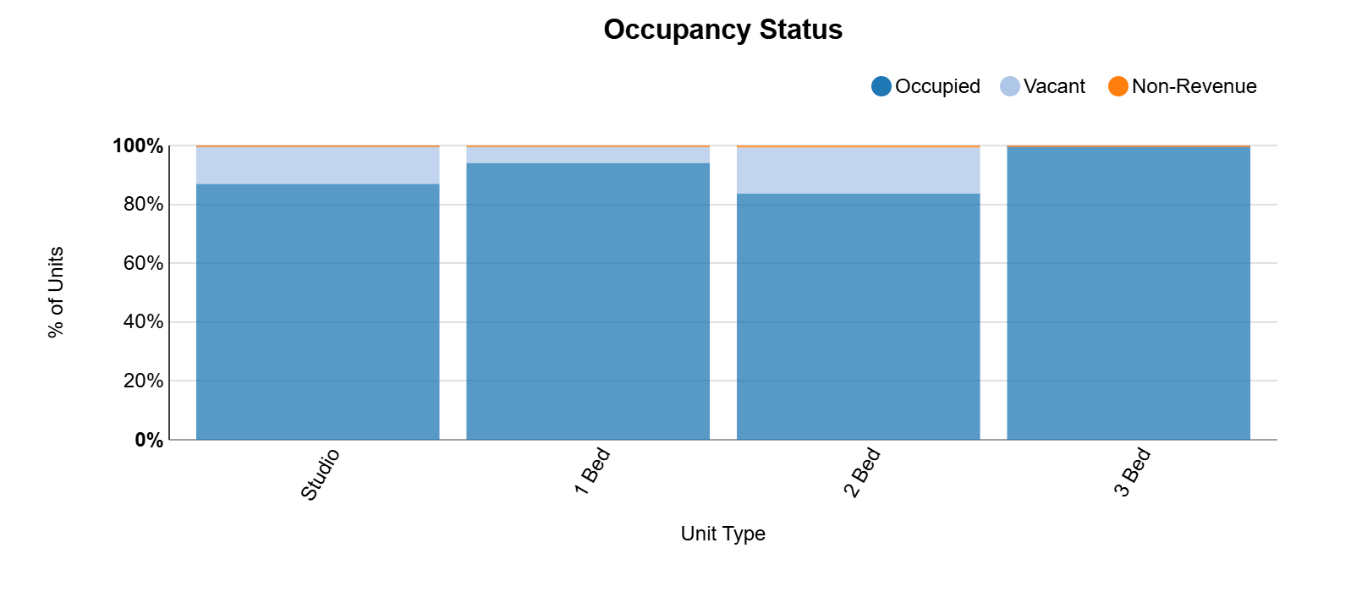 Occupancy Status
Occupied Vacant Non-Revenue
100%
80%
60%
40%
20%
0%
% of Units
Studio 1 Bed 2 Bed 3 Bed
Unit Type